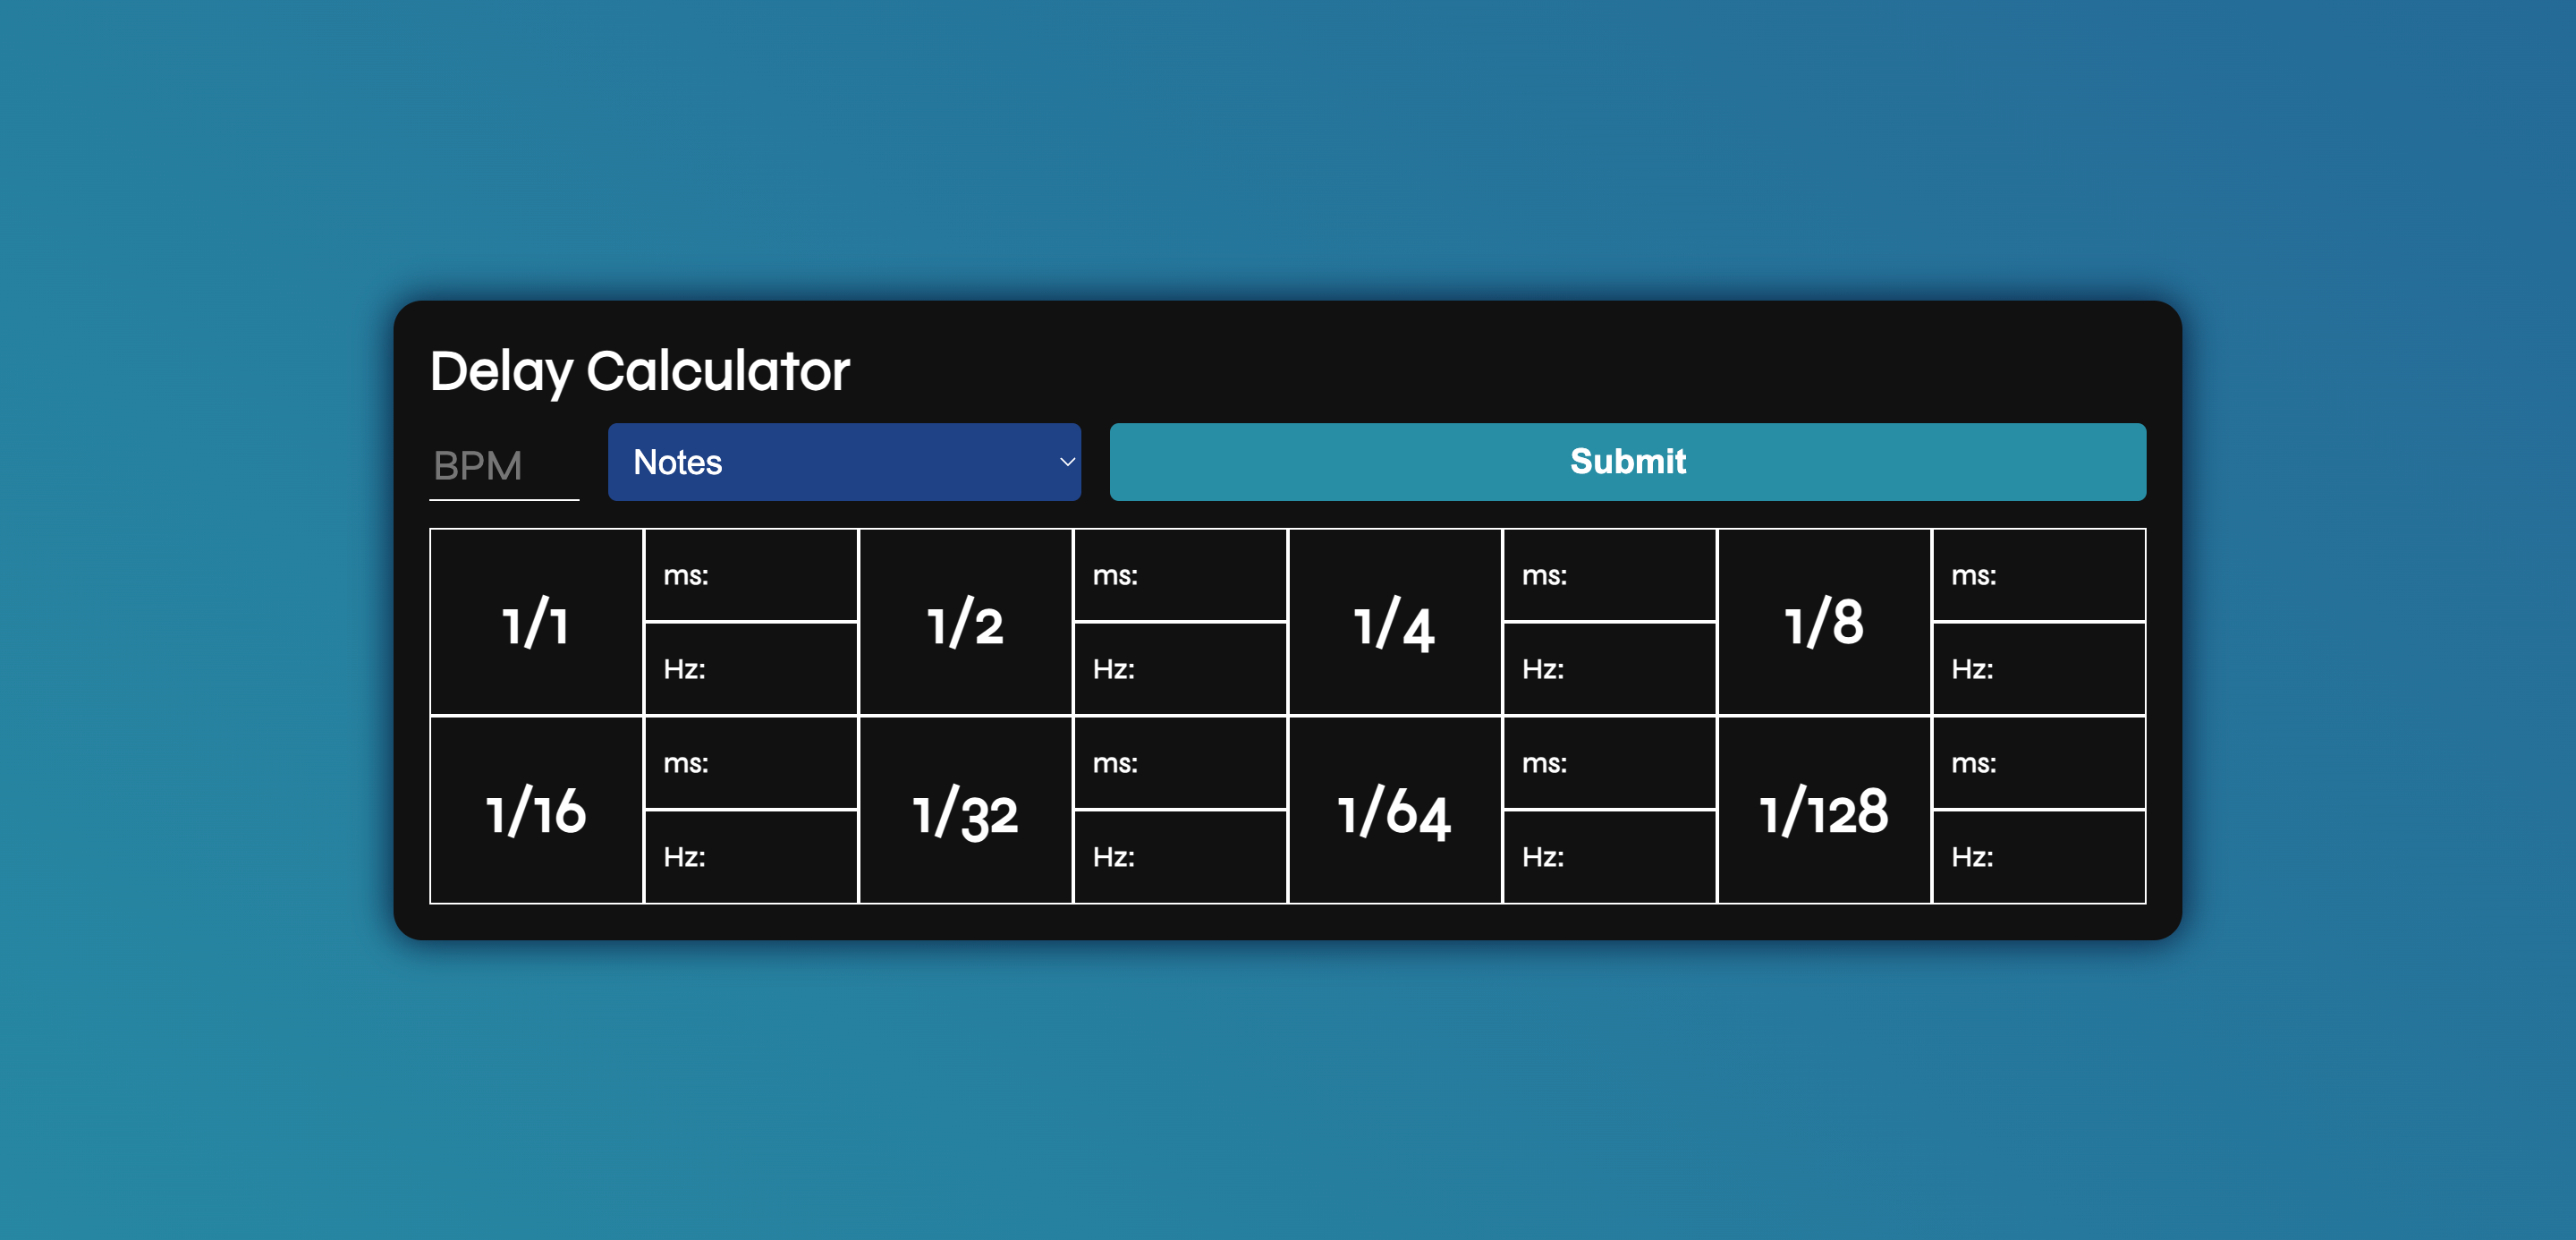 Delay Calculator
BPM Notes Submit
1/1 ms: 1/2 ms: 1/4 ms: 1/8 ms:
Hz: Hz: Hz: Hz:
1/16 ms: 1/32 ms: 1/64 ms: 1/128 ms:
Hz: Hz: Hz: Hz: